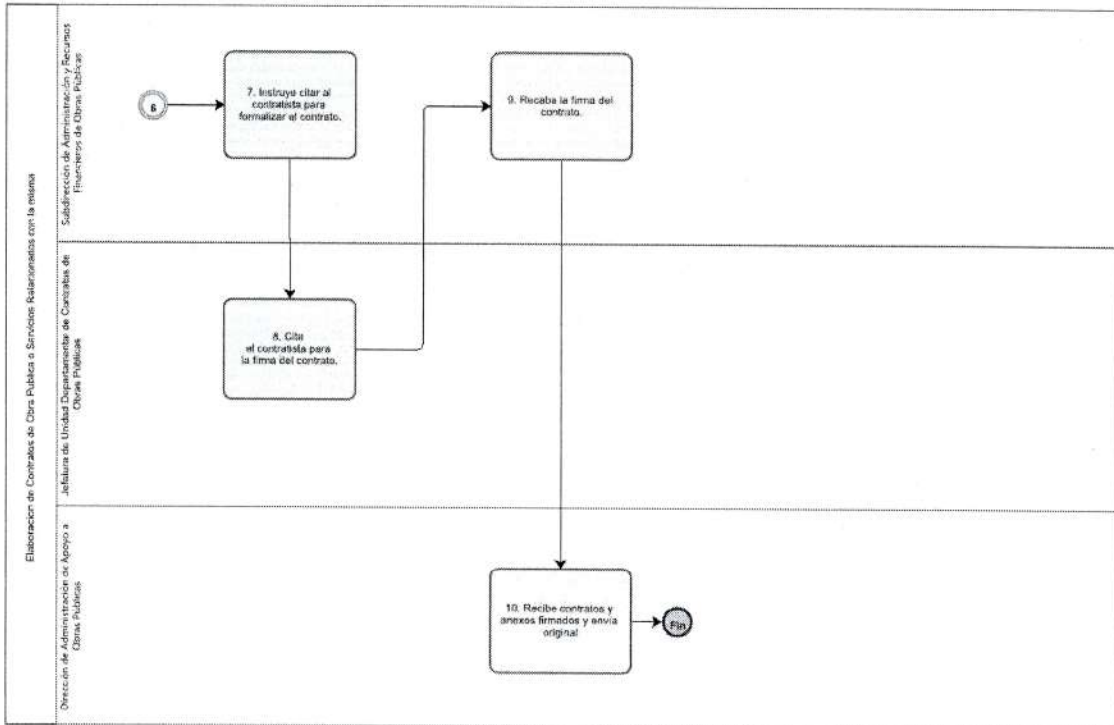 Elaboracion de Contratos de Obra Publica o Servicios Relacionados con la misma
Subdirección de Administración y Recursos
Financieros de Obras Públicas
6
7. Instruye citar al
contratista para
formalizar el contrato.
9. Recaba la firma del
contrato.
Jefatura de Unidad Departamental de Contratos de
Obras Públicas
8. Cita
al contratista para
la firma del contrato.
Dirección de Administración de Apoyo a
Obras Públicas
10. Recibe contratos y
anexos firmados y envía
original
Fin